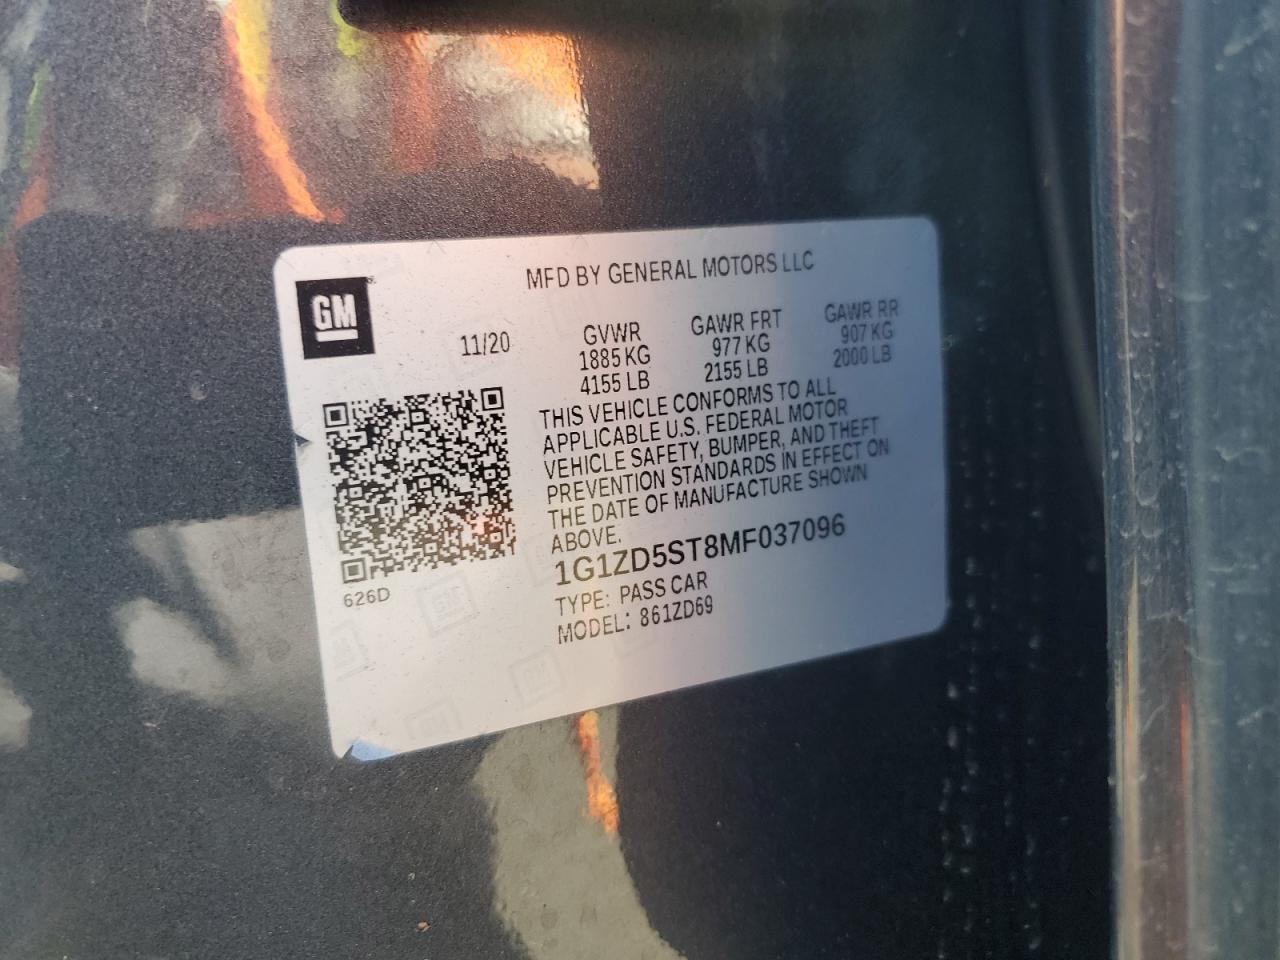 GM
MFD BY GENERAL MOTORS LLC
11/20
GVWR
1885 KG
4155 LB
GAWR FRT
977 KG
2155 LB
GAWR RR
907 KG
2000 LB
THIS VEHICLE CONFORMS TO ALL
APPLICABLE U.S. FEDERAL MOTOR
VEHICLE SAFETY, BUMPER, AND THEFT
PREVENTION STANDARDS IN EFFECT ON
THE DATE OF MANUFACTURE SHOWN
ABOVE.
1G1ZD5ST8MF037096
TYPE: PASS CAR
MODEL: 861ZD69
626D